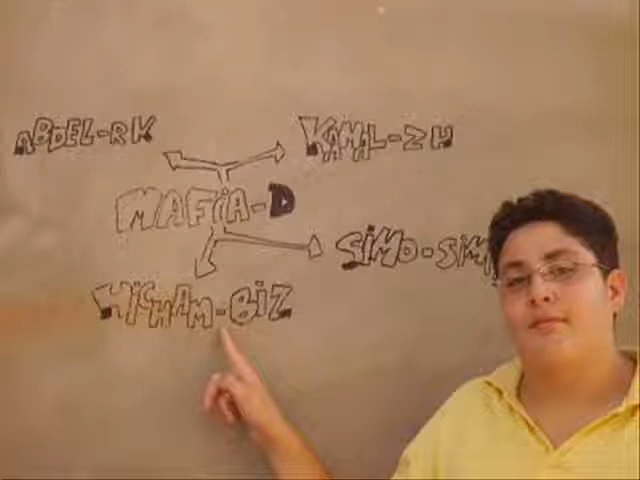 ABDEL-RK
KAMAL-ZH
MAFiA-D
SiMO-SiM
HiCHAM-BiZ